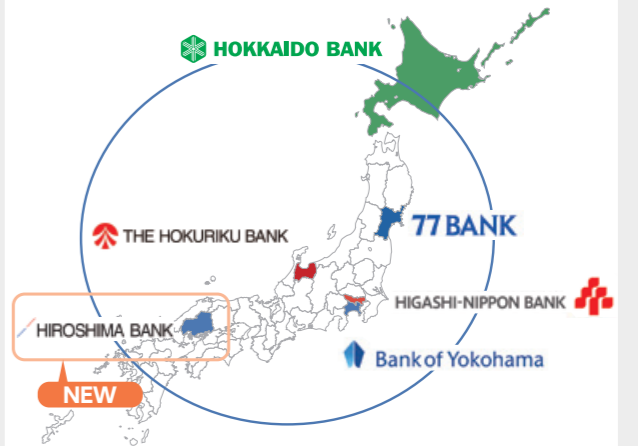 HOKKAIDO BANK
77 BANK
THE HOKURIKU BANK
HIGASHI-NIPPON BANK
HIROSHIMA BANK
Bank of Yokohama
NEW